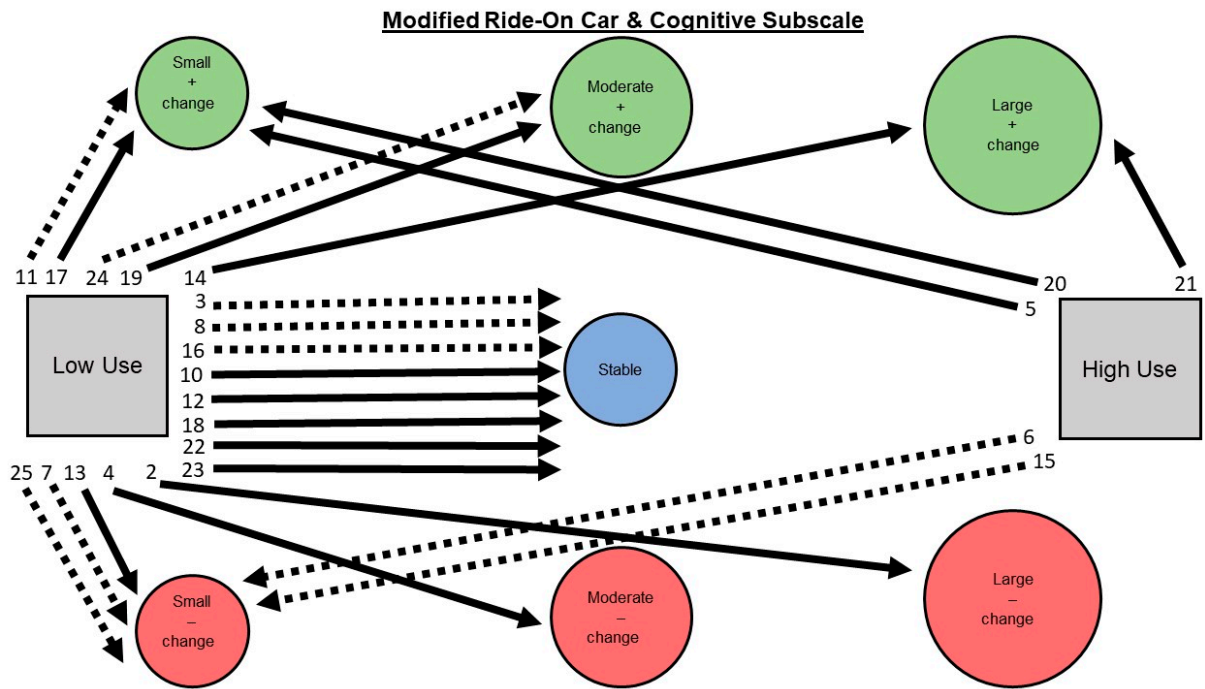 Modified Ride-On Car & Cognitive Subscale
Small
+
change
Moderate
+
change
Large
+
change
11 17 24 19 14
20
21
3
5
8
16
10
12
18
22
23
Low Use
Stable
High Use
6
15
25 7 13 4 2
Small
–
change
Moderate
–
change
Large
–
change